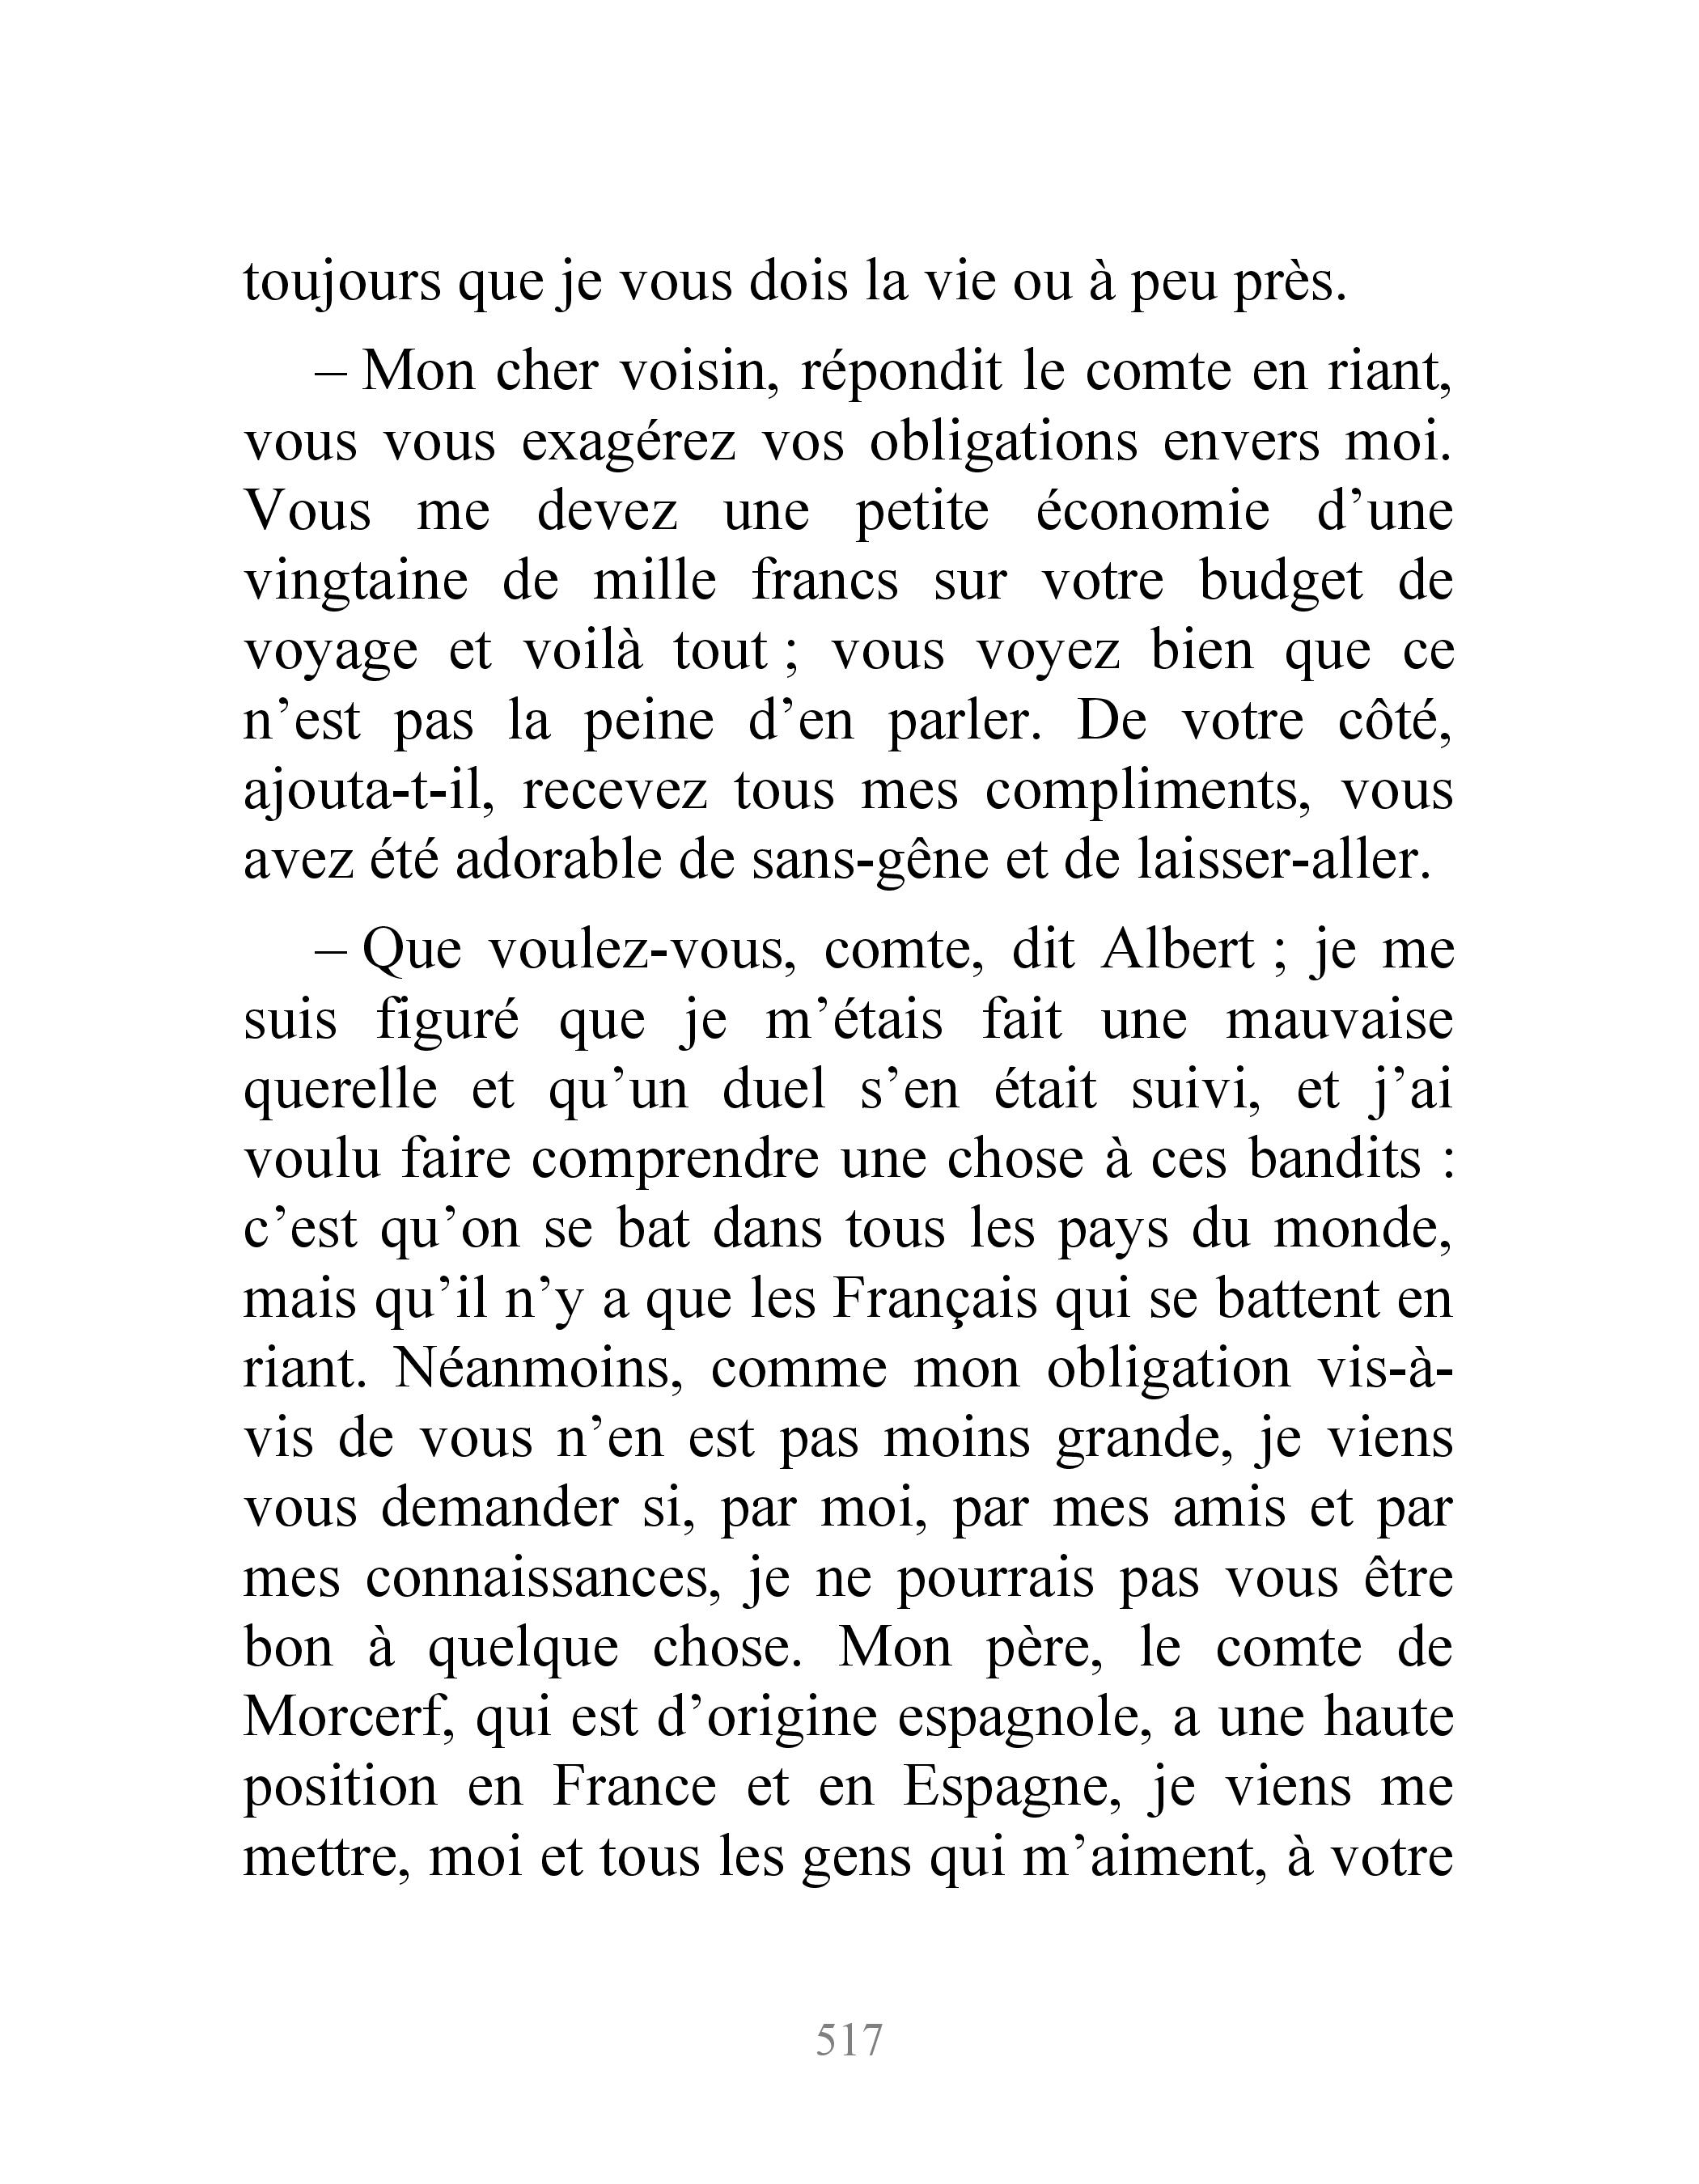 toujours que je vous dois la vie ou à peu près.
– Mon cher voisin, répondit le comte en riant,
vous vous exagérez vos obligations envers moi.
Vous me devez une petite économie d’une
vingtaine de mille francs sur votre budget de
voyage et voilà tout ; vous voyez bien que ce
n’est pas la peine d’en parler. De votre côté,
ajouta-t-il, recevez tous mes compliments, vous
avez été adorable de sans-gêne et de laisser-aller.
– Que voulez-vous, comte, dit Albert ; je me
suis figuré que je m’étais fait une mauvaise
querelle et qu’un duel s’en était suivi, et j’ai
voulu faire comprendre une chose à ces bandits :
c’est qu’on se bat dans tous les pays du monde,
mais qu’il n’y a que les Français qui se battent en
riant. Néanmoins, comme mon obligation vis-à-
vis de vous n’en est pas moins grande, je viens
vous demander si, par moi, par mes amis et par
mes connaissances, je ne pourrais pas vous être
bon à quelque chose. Mon père, le comte de
Morcerf, qui est d’origine espagnole, a une haute
position en France et en Espagne, je viens me
mettre, moi et tous les gens qui m’aiment, à votre
517